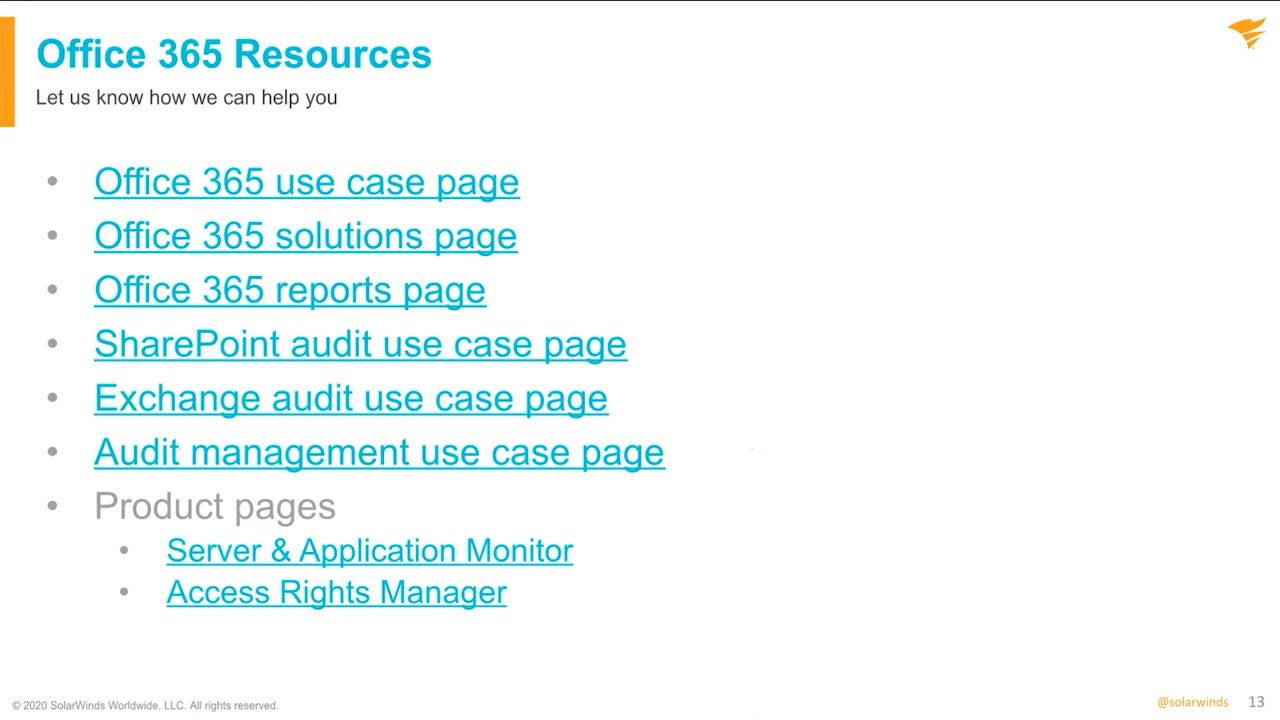 Office 365 Resources
Let us know how we can help you
• Office 365 use case page
• Office 365 solutions page
• Office 365 reports page
• SharePoint audit use case page
• Exchange audit use case page
• Audit management use case page
• Product pages
• Server & Application Monitor
• Access Rights Manager
© 2020 SolarWinds Worldwide, LLC. All rights reserved.
@solarwinds 13